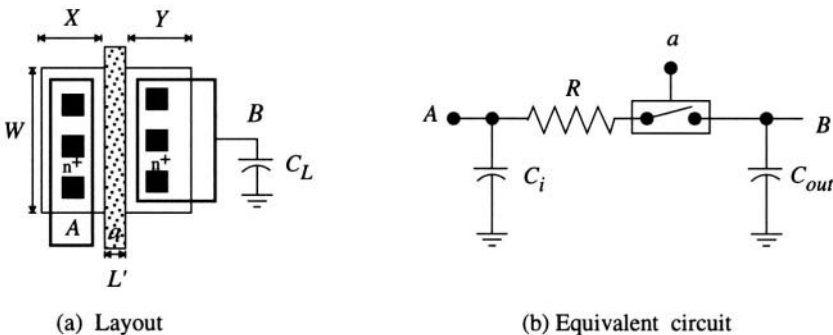 X
Y
W
n+
n+
A
a
L'
B
C_L
(a) Layout
a
A
R
B
C_i
C_out
(b) Equivalent circuit